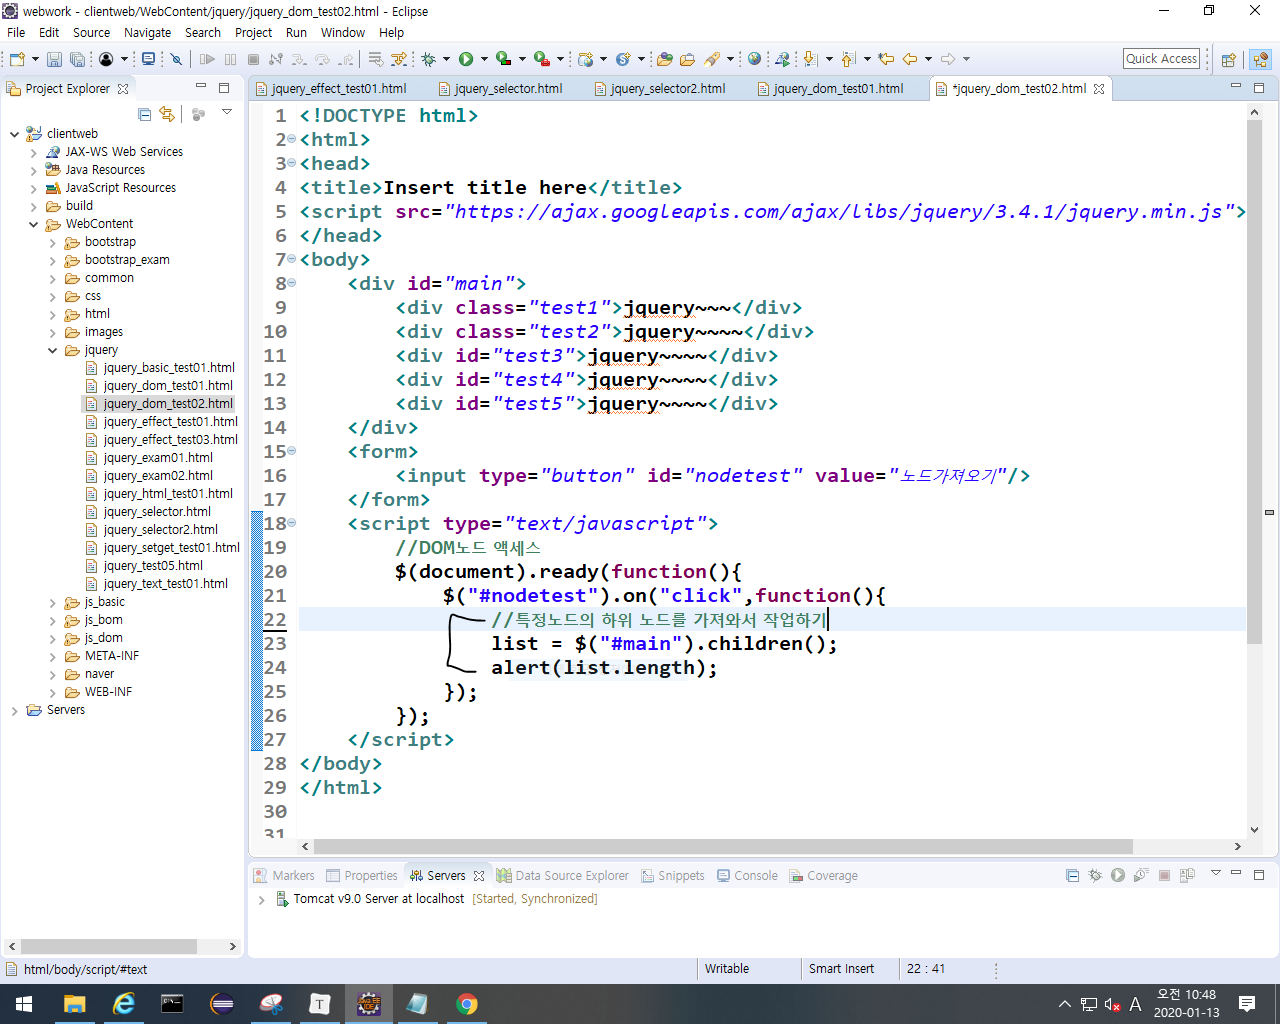 webwork - clientweb/WebContent/jquery/jquery_dom_test02.html - Eclipse
File Edit Source Navigate Search Project Run Window Help
Quick Access
Project Explorer
jquery_effect_test01.html jquery_selector.html jquery_selector2.html jquery_dom_test01.html *jquery_dom_test02.html
clientweb
JAX-WS Web Services
Java Resources
JavaScript Resources
build
WebContent
bootstrap
bootstrap_exam
common
css
html
images
jquery
jquery_basic_test01.html
jquery_dom_test01.html
jquery_dom_test02.html
jquery_effect_test01.html
jquery_effect_test03.html
jquery_exam01.html
jquery_exam02.html
jquery_html_test01.html
jquery_selector.html
jquery_selector2.html
jquery_setget_test01.html
jquery_test05.html
jquery_text_test01.html
js_basic
js_bom
js_dom
META-INF
naver
WEB-INF
Servers
1 <!DOCTYPE html>
2 <html>
3 <head>
4 <title>Insert title here</title>
5 <script src="https://ajax.googleapis.com/ajax/libs/jquery/3.4.1/jquery.min.js">
6 </head>
7 <body>
8 <div id="main">
9 <div class="test1">jquery~~~</div>
10 <div class="test2">jquery~~~~</div>
11 <div id="test3">jquery~~~~</div>
12 <div id="test4">jquery~~~~</div>
13 <div id="test5">jquery~~~~</div>
14 </div>
15 <form>
16 <input type="button" id="nodetest" value="노드가져오기"/>
17 </form>
18 <script type="text/javascript">
19 //DOM노드 액세스
20 $(document).ready(function(){
21 $("#nodetest").on("click",function(){
22 //특정노드의 하위 노드를 가져와서 작업하기
23 list = $("#main").children();
24 alert(list.length);
25 });
26 });
27 </script>
28 </body>
29 </html>
30
31
Markers Properties Servers Data Source Explorer Snippets Console Coverage
Tomcat v9.0 Server at localhost [Started, Synchronized]
html/body/script/#text Writable Smart Insert 22 : 41
A 오전 10:48
2020-01-13